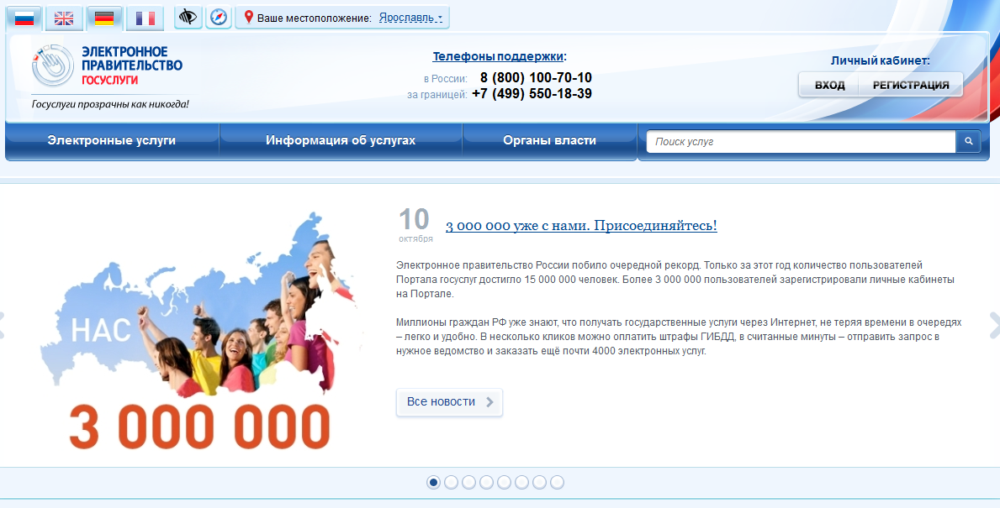 Ваше местоположение: Ярославль
ЭЛЕКТРОННОЕ
ПРАВИТЕЛЬСТВО
ГОСУСЛУГИ
Госуслуги прозрачны как никогда!
Телефоны поддержки:
в России: 8 (800) 100-70-10
за границей: +7 (499) 550-18-39
Личный кабинет:
ВХОД РЕГИСТРАЦИЯ
Электронные услуги Информация об услугах Органы власти Поиск услуг
НАС
3 000 000
10
октября
3 000 000 уже с нами. Присоединяйтесь!
Электронное правительство России побило очередной рекорд. Только за этот год количество пользователей
Портала госуслуг достигло 15 000 000 человек. Более 3 000 000 пользователей зарегистрировали личные кабинеты
на Портале.
Миллионы граждан РФ уже знают, что получать государственные услуги через Интернет, не теряя времени в очередях
– легко и удобно. В несколько кликов можно оплатить штрафы ГИБДД, в считанные минуты – отправить запрос в
нужное ведомство и заказать ещё почти 4000 электронных услуг.
Все новости